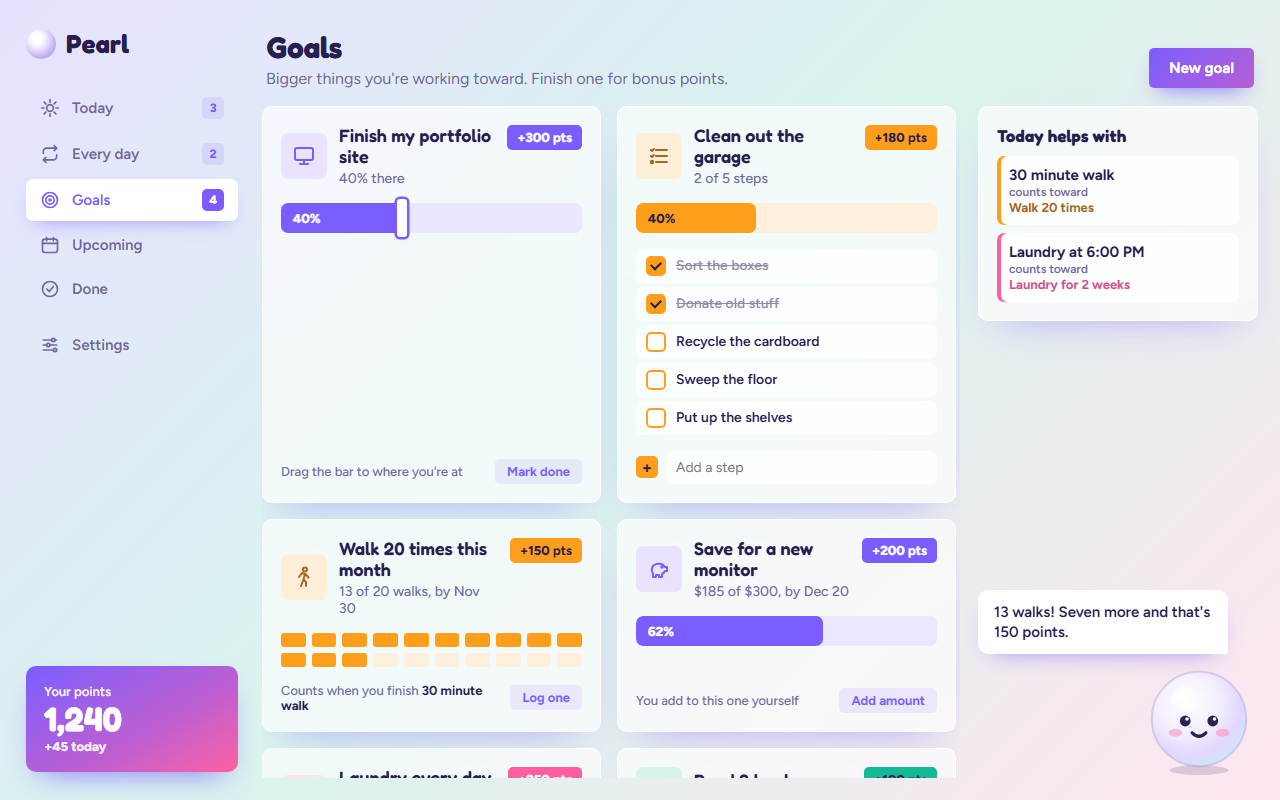 Pearl
Today 3
Every day 2
Goals 4
Upcoming
Done
Settings
Your points
1,240
+45 today
Goals
Bigger things you're working toward. Finish one for bonus points.
New goal
Finish my portfolio
site
+300 pts
40% there
40%
Drag the bar to where you're at
Mark done
Clean out the
garage
+180 pts
2 of 5 steps
40%
Sort the boxes
Donate old stuff
Recycle the cardboard
Sweep the floor
Put up the shelves
+ Add a step
Walk 20 times this
month
+150 pts
13 of 20 walks, by Nov
30
Counts when you finish 30 minute
walk
Log one
Save for a new
monitor
+200 pts
$185 of $300, by Dec 20
62%
You add to this one yourself
Add amount
Laundry every day
Today helps with
30 minute walk
counts toward
Walk 20 times
Laundry at 6:00 PM
counts toward
Laundry for 2 weeks
13 walks! Seven more and that's
150 points.